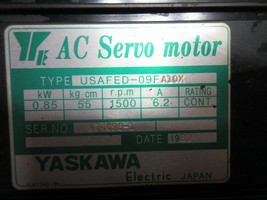 AC Servo motor
TYPE USAFED-09FA1OK
kW kg·cm r.p.m A RATING
0.85 55 1500 6.2 CONT.
SER NO
DATE
YASKAWA
Electric JAPAN